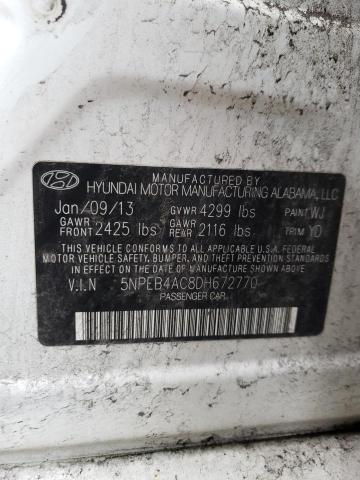 MANUFACTURED BY
HYUNDAI MOTOR MANUFACTURING ALABAMA, LLC
Jan/09/13 GVWR 4299 lbs PAINT WJ
GAWR FRONT 2425 lbs GAWR REAR 2116 lbs TRIM YD
THIS VEHICLE CONFORMS TO ALL APPLICABLE U.S. FEDERAL
MOTOR VEHICLE SAFETY, BUMPER, AND THEFT PREVENTION
STANDARDS IN EFFECT ON THE DATE OF MANUFACTURE SHOWN ABOVE.
V.I.N 5NPEB4AC8DH672770
PASSENGER CAR